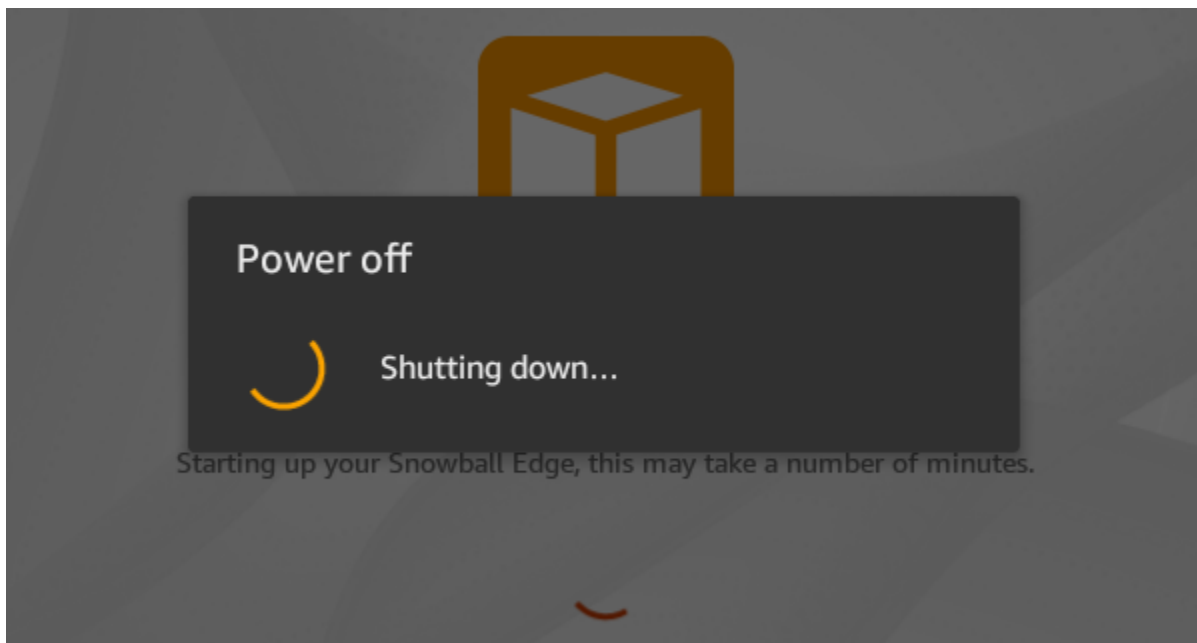 Power off
Shutting down...
Starting up your Snowball Edge, this may take a number of minutes.